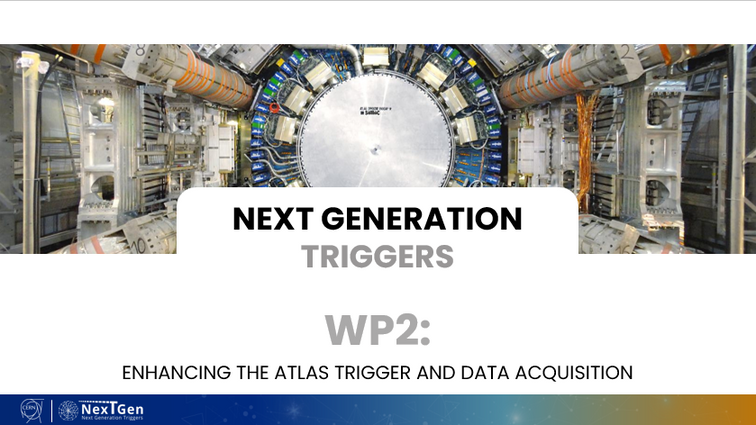 NEXT GENERATION
TRIGGERS
WP2:
ENHANCING THE ATLAS TRIGGER AND DATA ACQUISITION
CERN
NexTGen
Next Generation Triggers